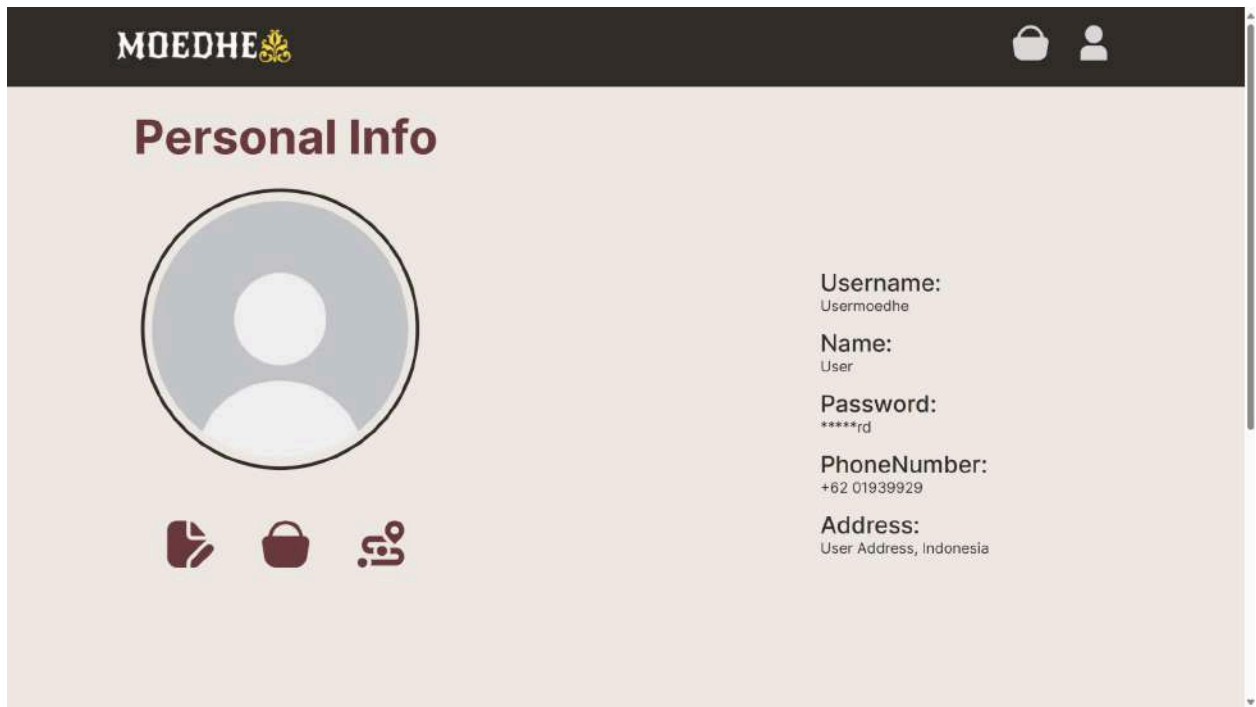 MOEDHE
Personal Info
Username:
Usermoedhe
Name:
User
Password:
*****rd
PhoneNumber:
+62 01939929
Address:
User Address, Indonesia